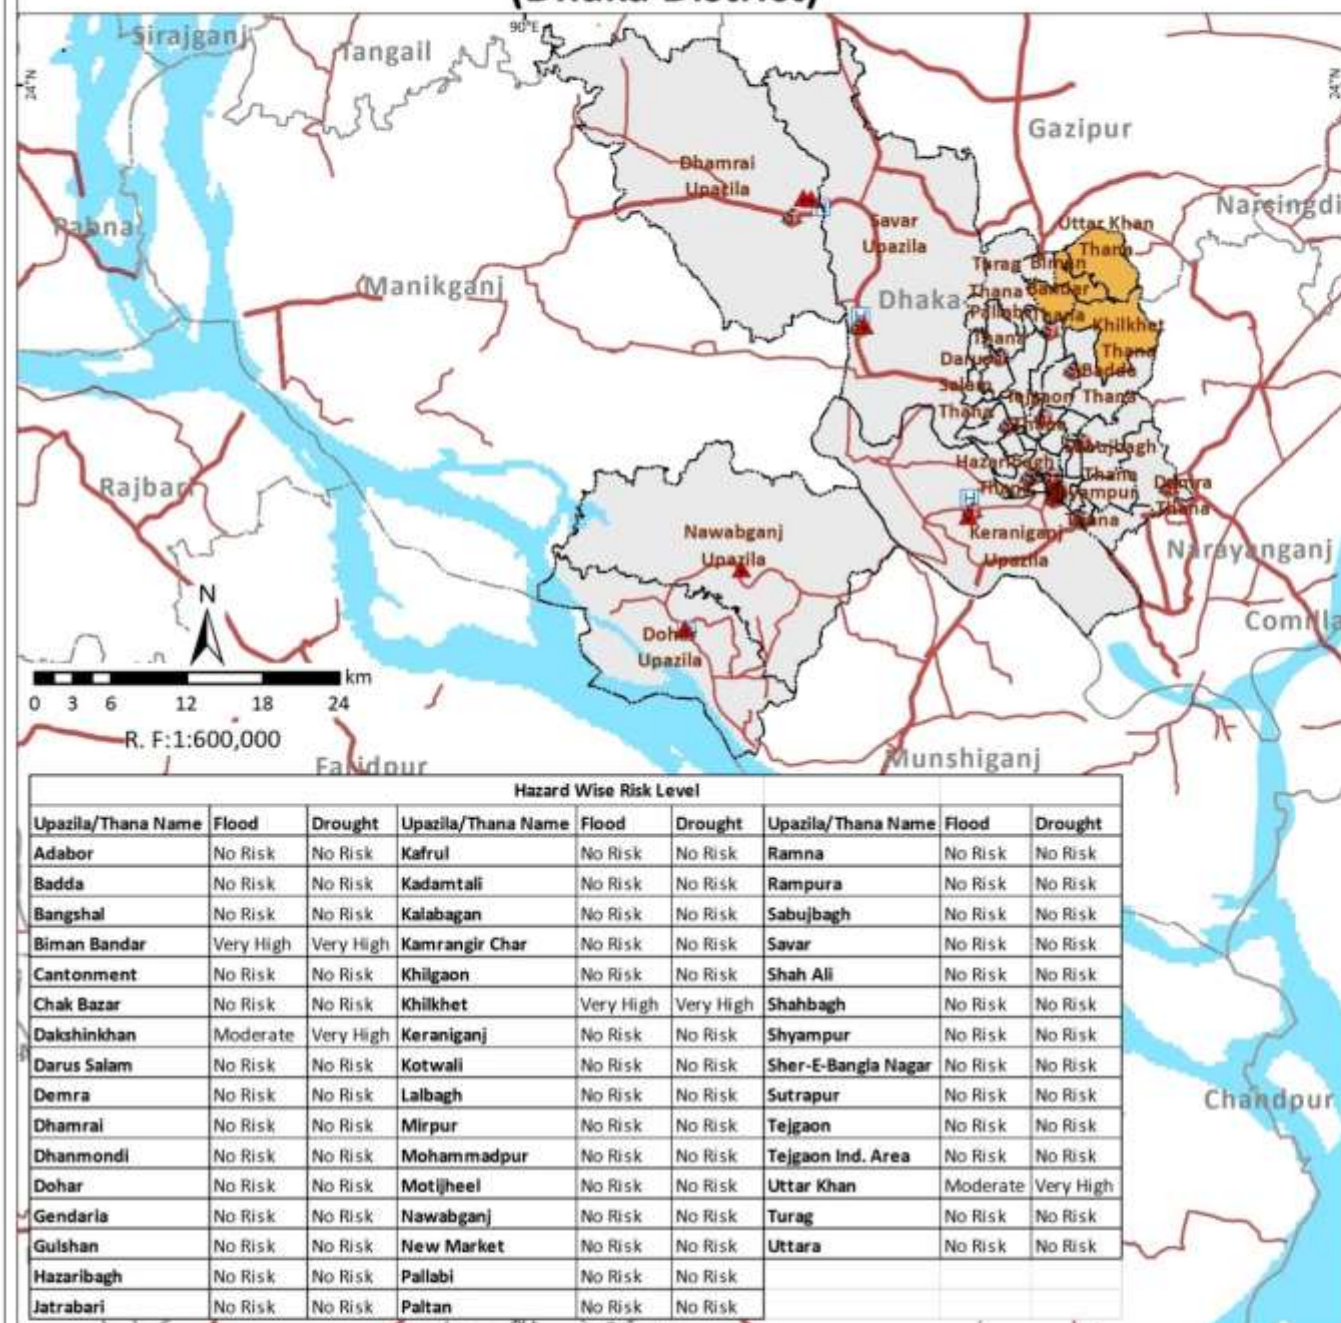 (Dhaka District)
90°E
Sirajganj
Tangail
24°N
24°N
Gazipur
Dhamrai
Upazila
Narsingdi
Pabna
Savar
Upazila
Uttar Khan
Thana
Turag
Thana
Biman
Bandar
Thana
Manikganj
Dhaka
Pallabi
Thana
Khilkhet
Thana
Darus
Salam
Thana
Badda
Thana
Tejgaon
Thana
Sabujbagh
Thana
Hazaribagh
Thana
Demra
Thana
Rajbari
H
H
Keraniganj
Upazila
Nawabganj
Upazila
Narayanganj
Comilla
N
Dohar
Upazila
km
0 3 6 12 18 24
R. F:1:600,000
Faridpur
Munshiganj
Chandpur
Hazard Wise Risk Level
Upazila/Thana Name Flood Drought Upazila/Thana Name Flood Drought Upazila/Thana Name Flood Drought
Adabor No Risk No Risk Kafrul No Risk No Risk Ramna No Risk No Risk
Badda No Risk No Risk Kadamtali No Risk No Risk Rampura No Risk No Risk
Bangshal No Risk No Risk Kalabagan No Risk No Risk Sabujbagh No Risk No Risk
Biman Bandar Very High Very High Kamrangir Char No Risk No Risk Savar No Risk No Risk
Cantonment No Risk No Risk Khilgaon No Risk No Risk Shah Ali No Risk No Risk
Chak Bazar No Risk No Risk Khilkhet Very High Very High Shahbagh No Risk No Risk
Dakshinkhan Moderate Very High Keraniganj No Risk No Risk Shyampur No Risk No Risk
Darus Salam No Risk No Risk Kotwali No Risk No Risk Sher-E-Bangla Nagar No Risk No Risk
Demra No Risk No Risk Lalbagh No Risk No Risk Sutrapur No Risk No Risk
Dhamrai No Risk No Risk Mirpur No Risk No Risk Tejgaon No Risk No Risk
Dhanmondi No Risk No Risk Mohammadpur No Risk No Risk Tejgaon Ind. Area No Risk No Risk
Dohar No Risk No Risk Motijheel No Risk No Risk Uttar Khan Moderate Very High
Gendaria No Risk No Risk Nawabganj No Risk No Risk Turag No Risk No Risk
Gulshan No Risk No Risk New Market No Risk No Risk Uttara No Risk No Risk
Hazaribagh No Risk No Risk Pallabi No Risk No Risk
Jatrabari No Risk No Risk Paltan No Risk No Risk